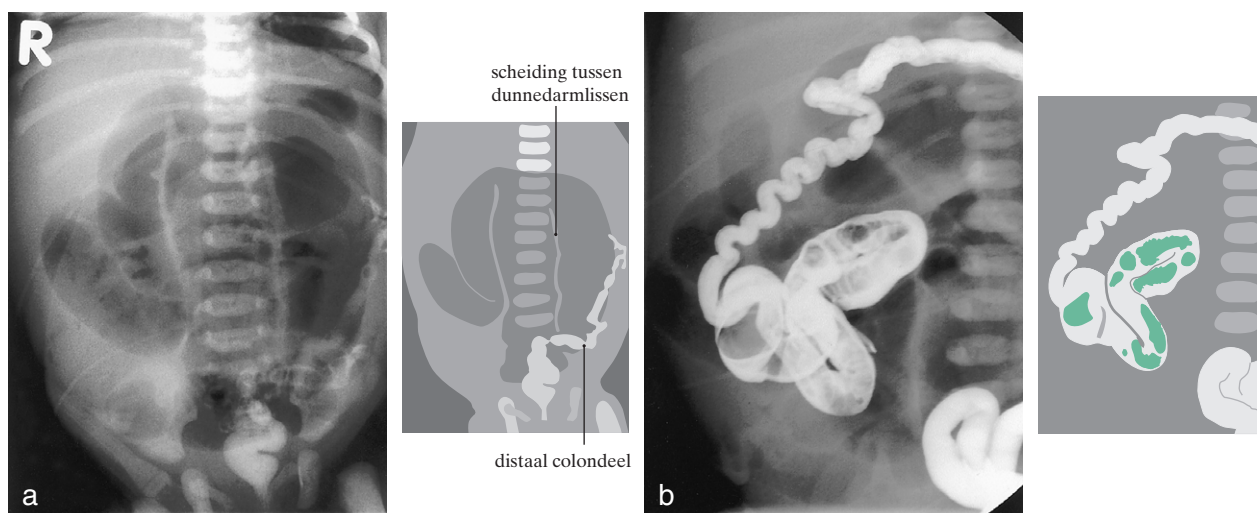 R
scheiding tussen
dunnedarmlissen
distaal colondeel
a
b